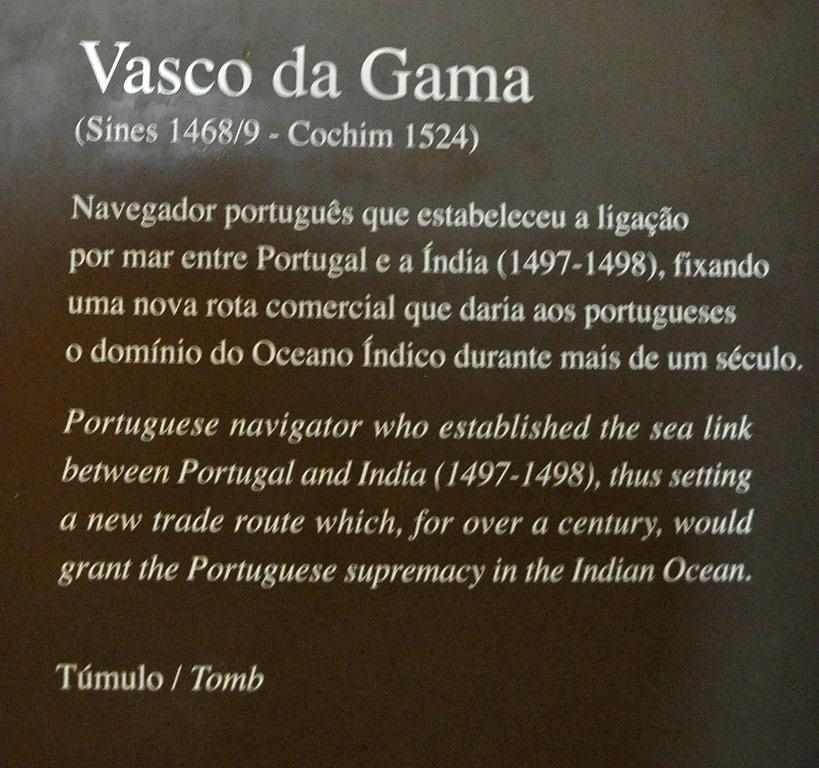 Vasco da Gama
(Sines 1468/9 - Cochim 1524)
Navegador português que estabeleceu a ligação
por mar entre Portugal e a Índia (1497-1498), fixando
uma nova rota comercial que daria aos portugueses
o domínio do Oceano Índico durante mais de um século.
Portuguese navigator who established the sea link
between Portugal and India (1497-1498), thus setting
a new trade route which, for over a century, would
grant the Portuguese supremacy in the Indian Ocean.
Túmulo / Tomb